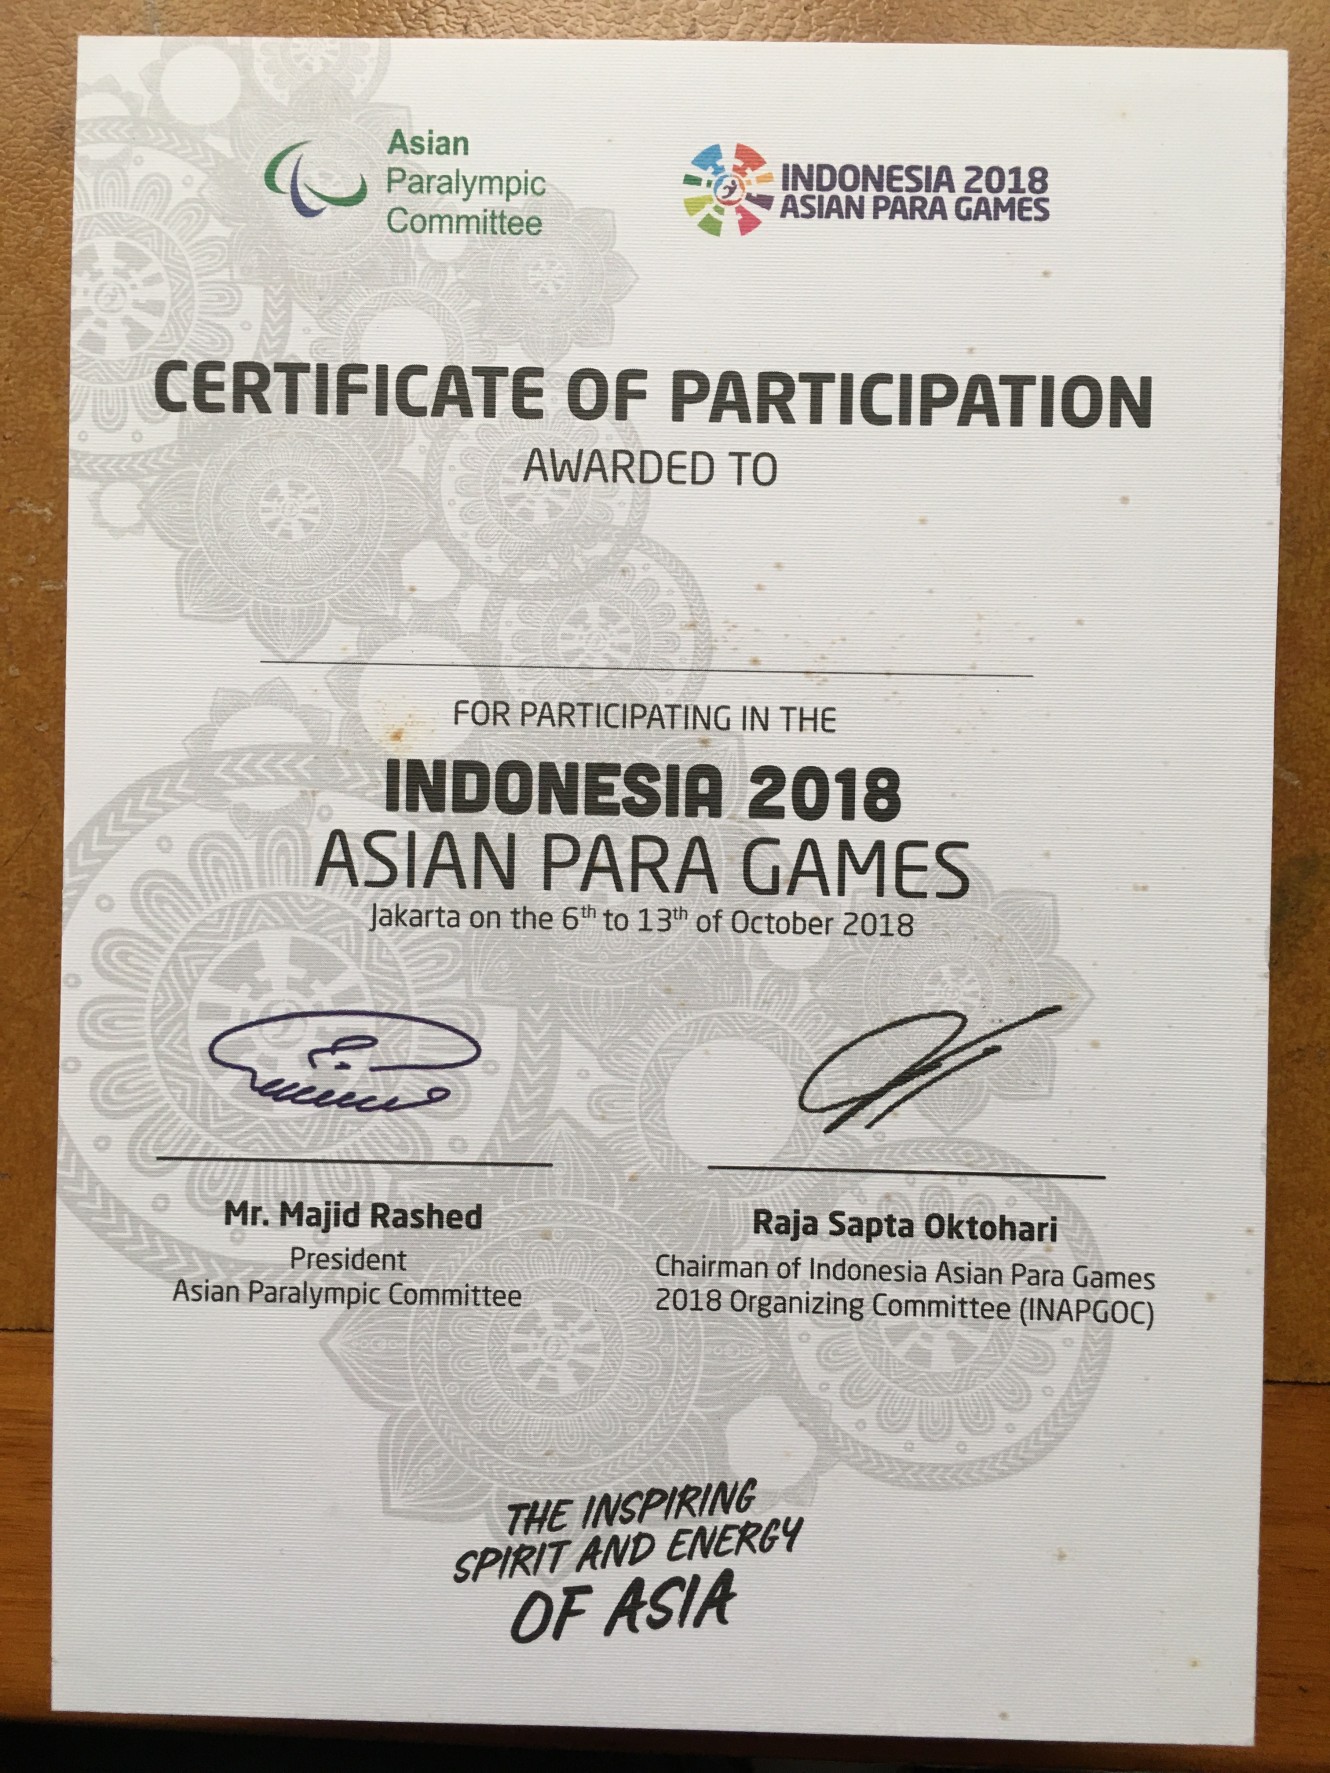 Asian
Paralympic
Committee
INDONESIA 2018
ASIAN PARA GAMES
CERTIFICATE OF PARTICIPATION
AWARDED TO
FOR PARTICIPATING IN THE
INDONESIA 2018
ASIAN PARA GAMES
Jakarta on the 6th to 13th of October 2018
Mr. Majid Rashed
President
Asian Paralympic Committee
Raja Sapta Oktohari
Chairman of Indonesia Asian Para Games
2018 Organizing Committee (INAPGOC)
THE INSPIRING
SPIRIT AND ENERGY
OF ASIA